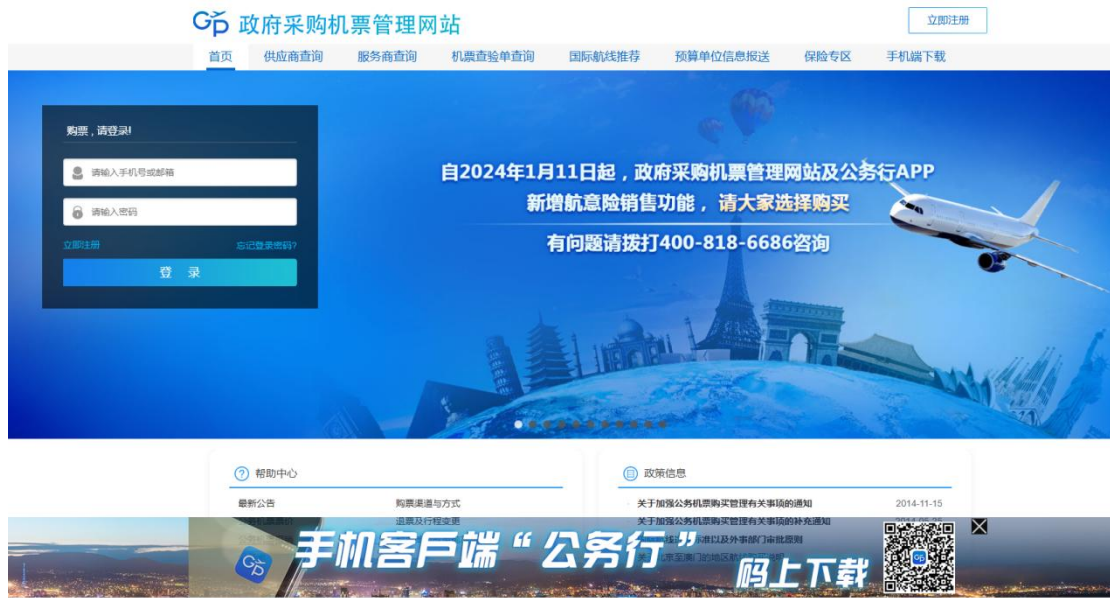 GP 政府采购机票管理网站
立即注册
首页 供应商查询 服务商查询 机票查验单查询 国际航线推荐 预算单位信息报送 保险专区 手机端下载
购票，请登录!
请输入手机号或邮箱
请输入密码
立即注册 忘记登录密码?
登 录
自2024年1月11日起，政府采购机票管理网站及公务行APP
新增航意险销售功能，请大家选择购买
有问题请拨打400-818-6686咨询
帮助中心
最新公告 购票渠道与方式
退票及行程变更
政策信息
关于加强公务机票购买管理有关事项的通知 2014-11-15
关于加强公务机票购买管理有关事项的补充通知
准以及外事部门审批原则
手机客户端“公务行”
码上下载